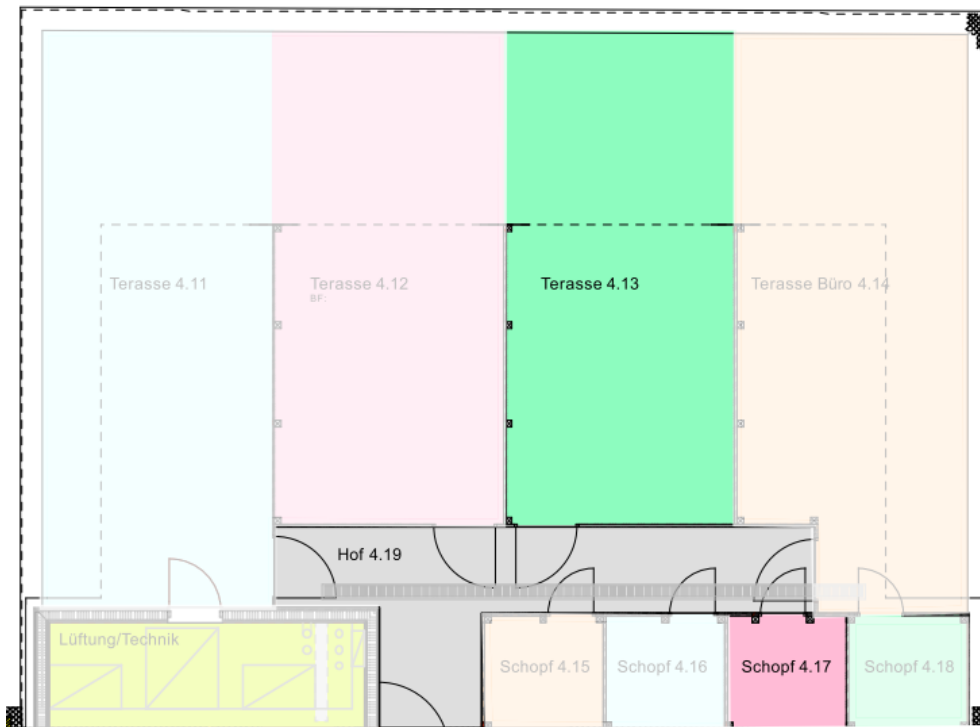 Terasse 4.11
Terasse 4.12
BF:
Terasse 4.13
Terasse Büro 4.14
Hof 4.19
Lüftung/Technik
Schopf 4.15
Schopf 4.16
Schopf 4.17
Schopf 4.18